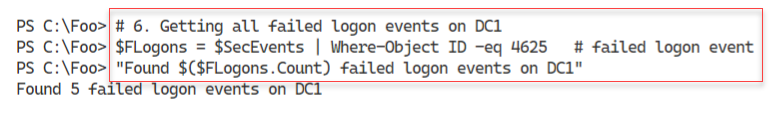 PS C:\Foo> # 6. Getting all failed logon events on DC1
PS C:\Foo> $FLogons = $SecEvents | Where-Object ID -eq 4625   # failed logon event
PS C:\Foo> "Found $($FLogons.Count) failed logon events on DC1"
Found 5 failed logon events on DC1